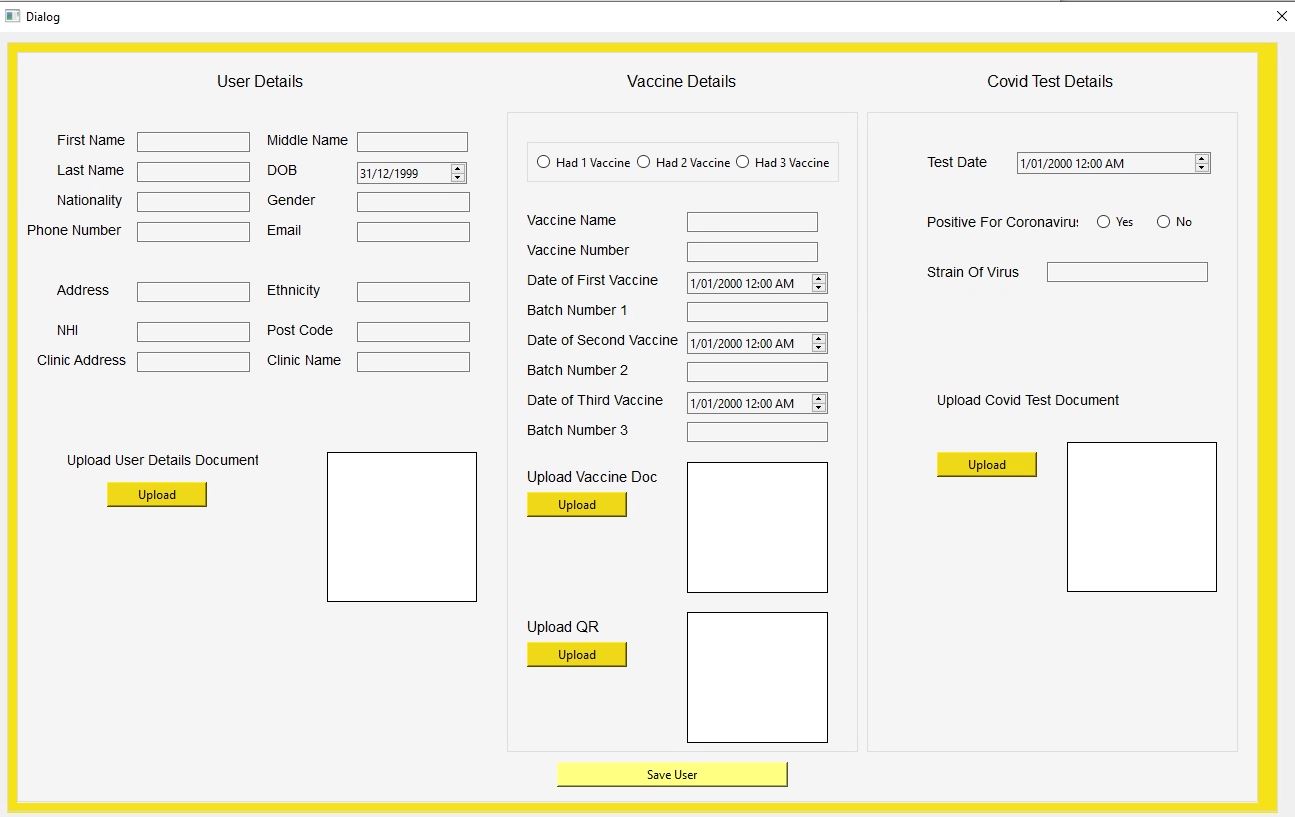 Dialog
User Details
First Name
Middle Name
Last Name
DOB
31/12/1999
Nationality
Gender
Phone Number
Email
Address
Ethnicity
NHI
Post Code
Clinic Address
Clinic Name
Upload User Details Document
Upload
Vaccine Details
Had 1 Vaccine
Had 2 Vaccine
Had 3 Vaccine
Vaccine Name
Vaccine Number
Date of First Vaccine
1/01/2000 12:00 AM
Batch Number 1
Date of Second Vaccine
1/01/2000 12:00 AM
Batch Number 2
Date of Third Vaccine
1/01/2000 12:00 AM
Batch Number 3
Upload Vaccine Doc
Upload
Upload QR
Upload
Covid Test Details
Test Date
1/01/2000 12:00 AM
Positive For Coronavirus
Yes
No
Strain Of Virus
Upload Covid Test Document
Upload
Save User